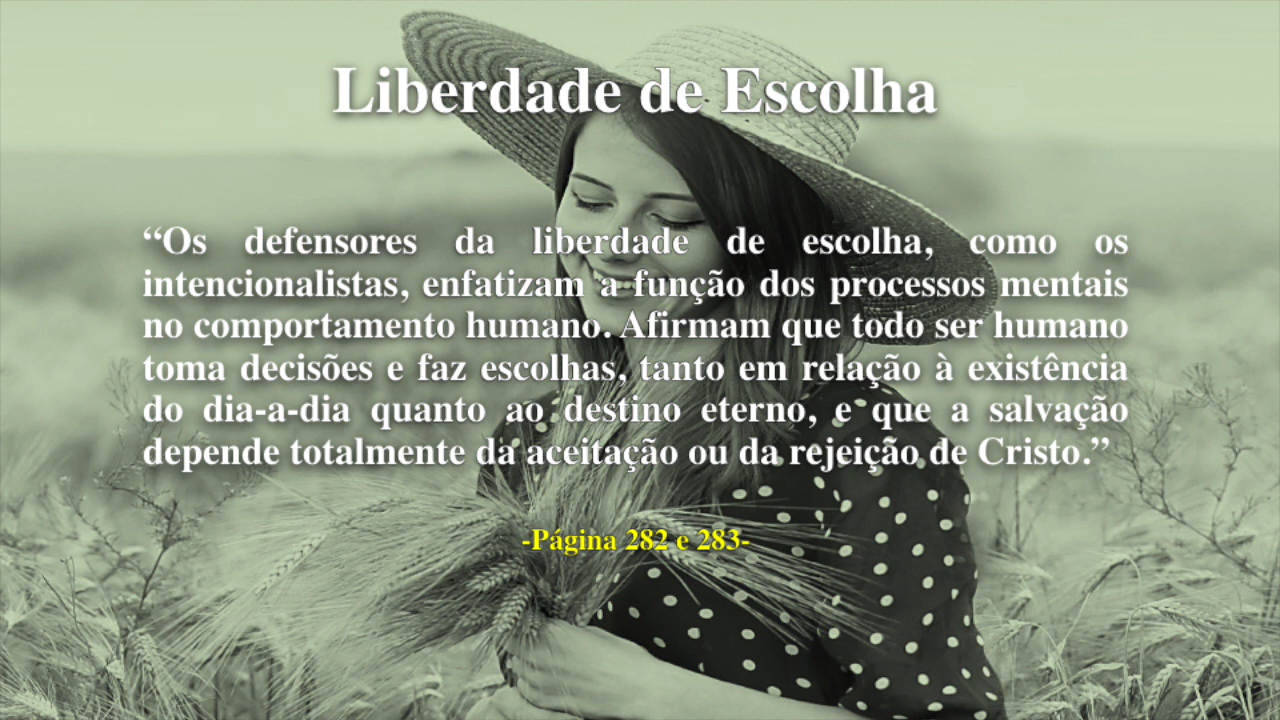 Liberdade de Escolha
“Os defensores da liberdade de escolha, como os
intencionalistas, enfatizam a função dos processos mentais
no comportamento humano. Afirmam que todo ser humano
toma decisões e faz escolhas, tanto em relação à existência
do dia-a-dia quanto ao destino eterno, e que a salvação
depende totalmente da aceitação ou da rejeição de Cristo.”
-Página 282 e 283-